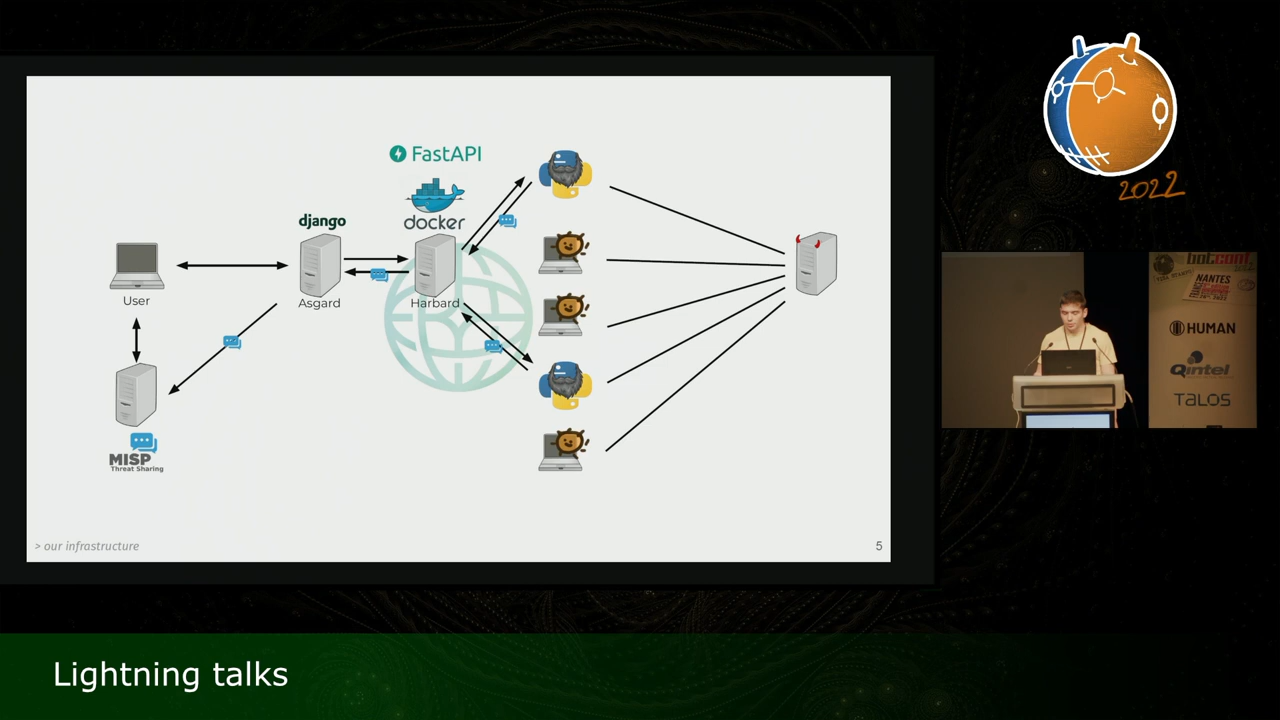 FastAPI
docker
django
User
Asgard
Harbard
MISP
Threat Sharing
> our infrastructure
5
2022
botconf
NANTES
HUMAN
Qintel
TALOS
Lightning talks